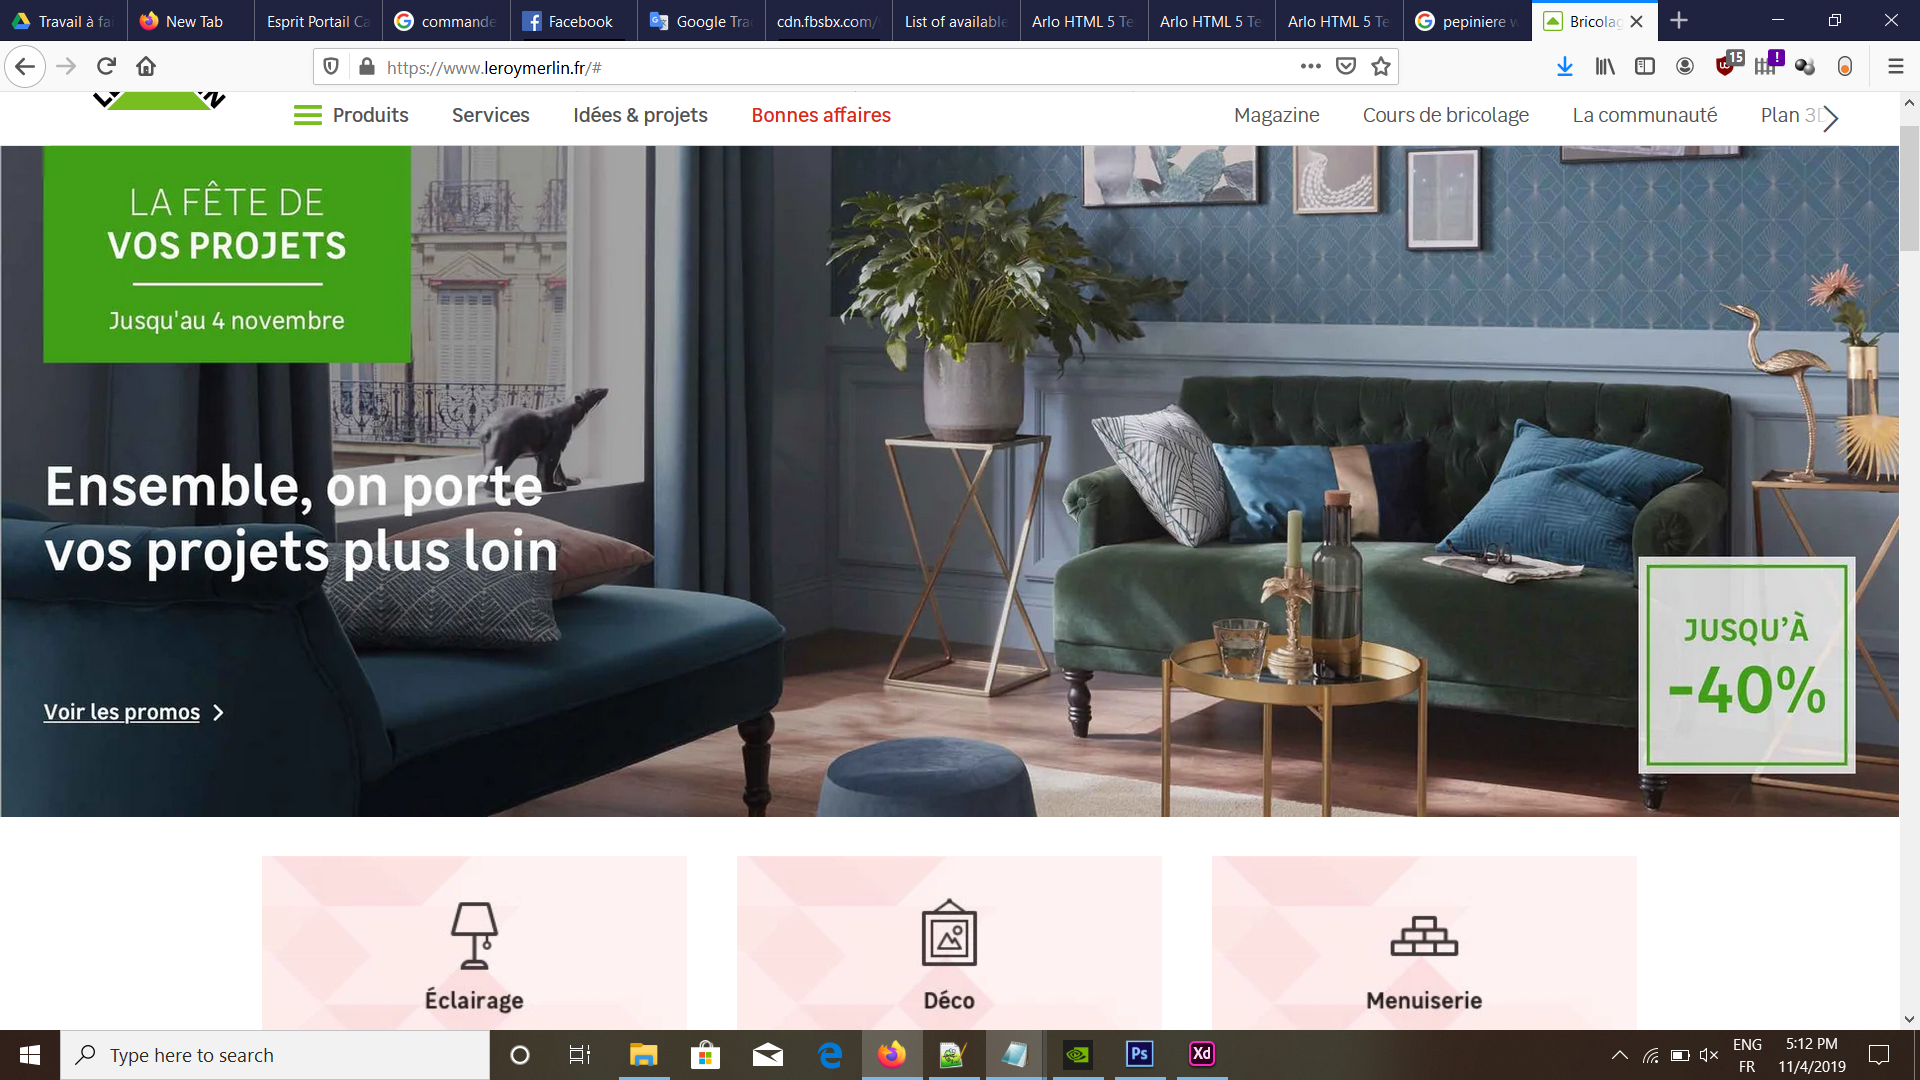 Travail à fai
New Tab
Esprit Portail Ca
commande
Facebook
Google Tra
cdn.fbsbx.com/
List of available
Arlo HTML 5 Te
Arlo HTML 5 Te
Arlo HTML 5 Te
pepiniere w
Bricolag
https://www.leroymerlin.fr/#
15
!
Produits
Services
Idées & projets
Bonnes affaires
Magazine
Cours de bricolage
La communauté
Plan 3D
LA FÊTE DE
VOS PROJETS
Jusqu'au 4 novembre
Ensemble, on porte
vos projets plus loin
Voir les promos
JUSQU'À
-40%
Éclairage
Déco
Menuiserie
Type here to search
Ps
Xd
ENG
FR
5:12 PM
11/4/2019